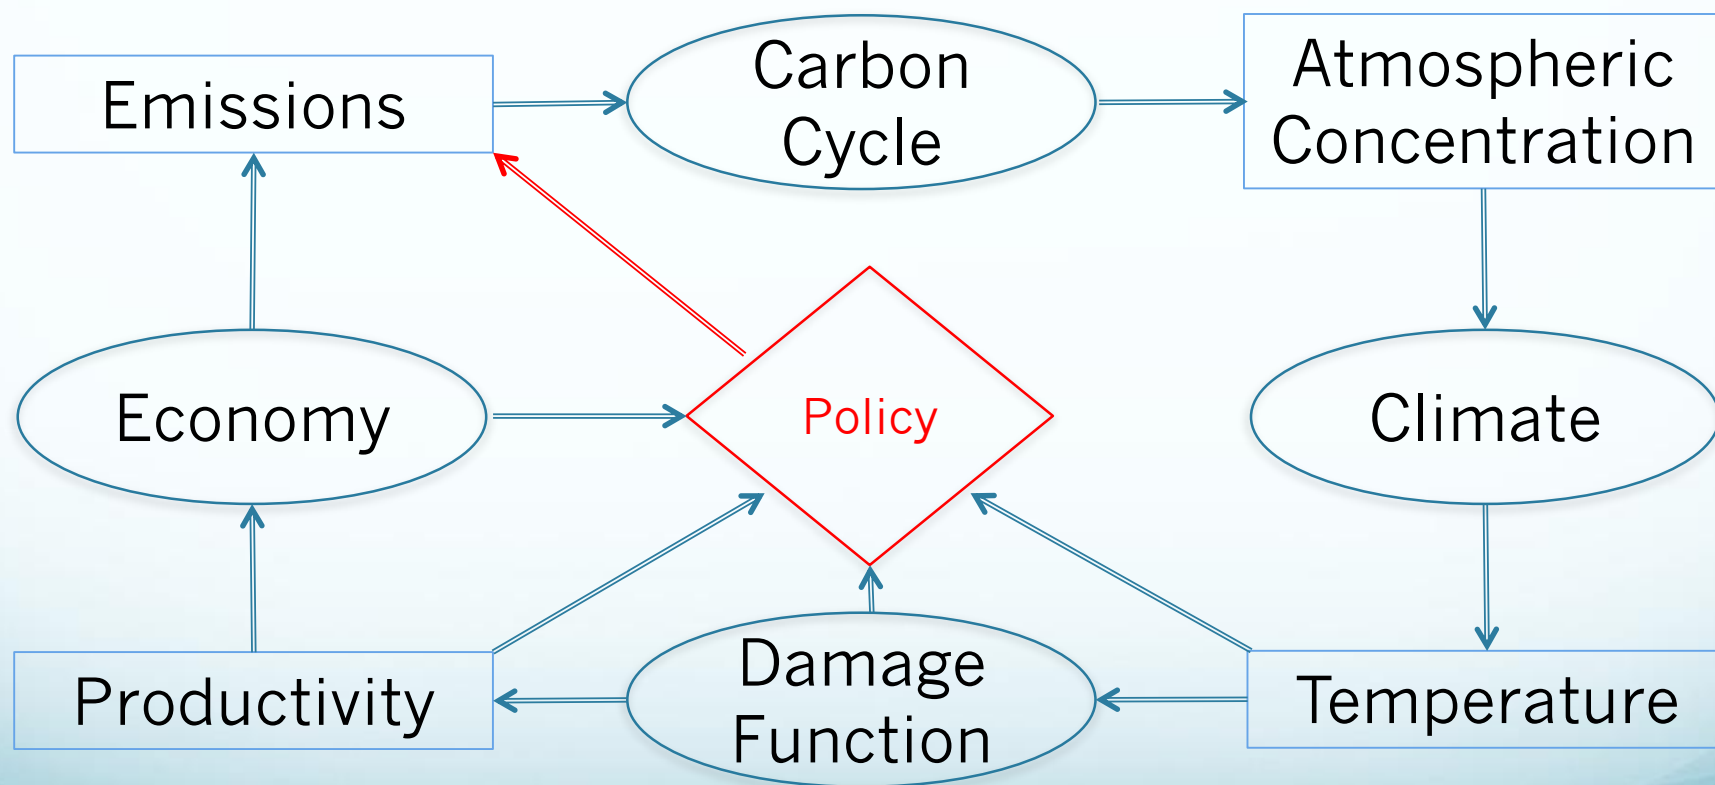 Emissions
Carbon
Cycle
Atmospheric
Concentration
Economy
Policy
Climate
Productivity
Damage
Function
Temperature